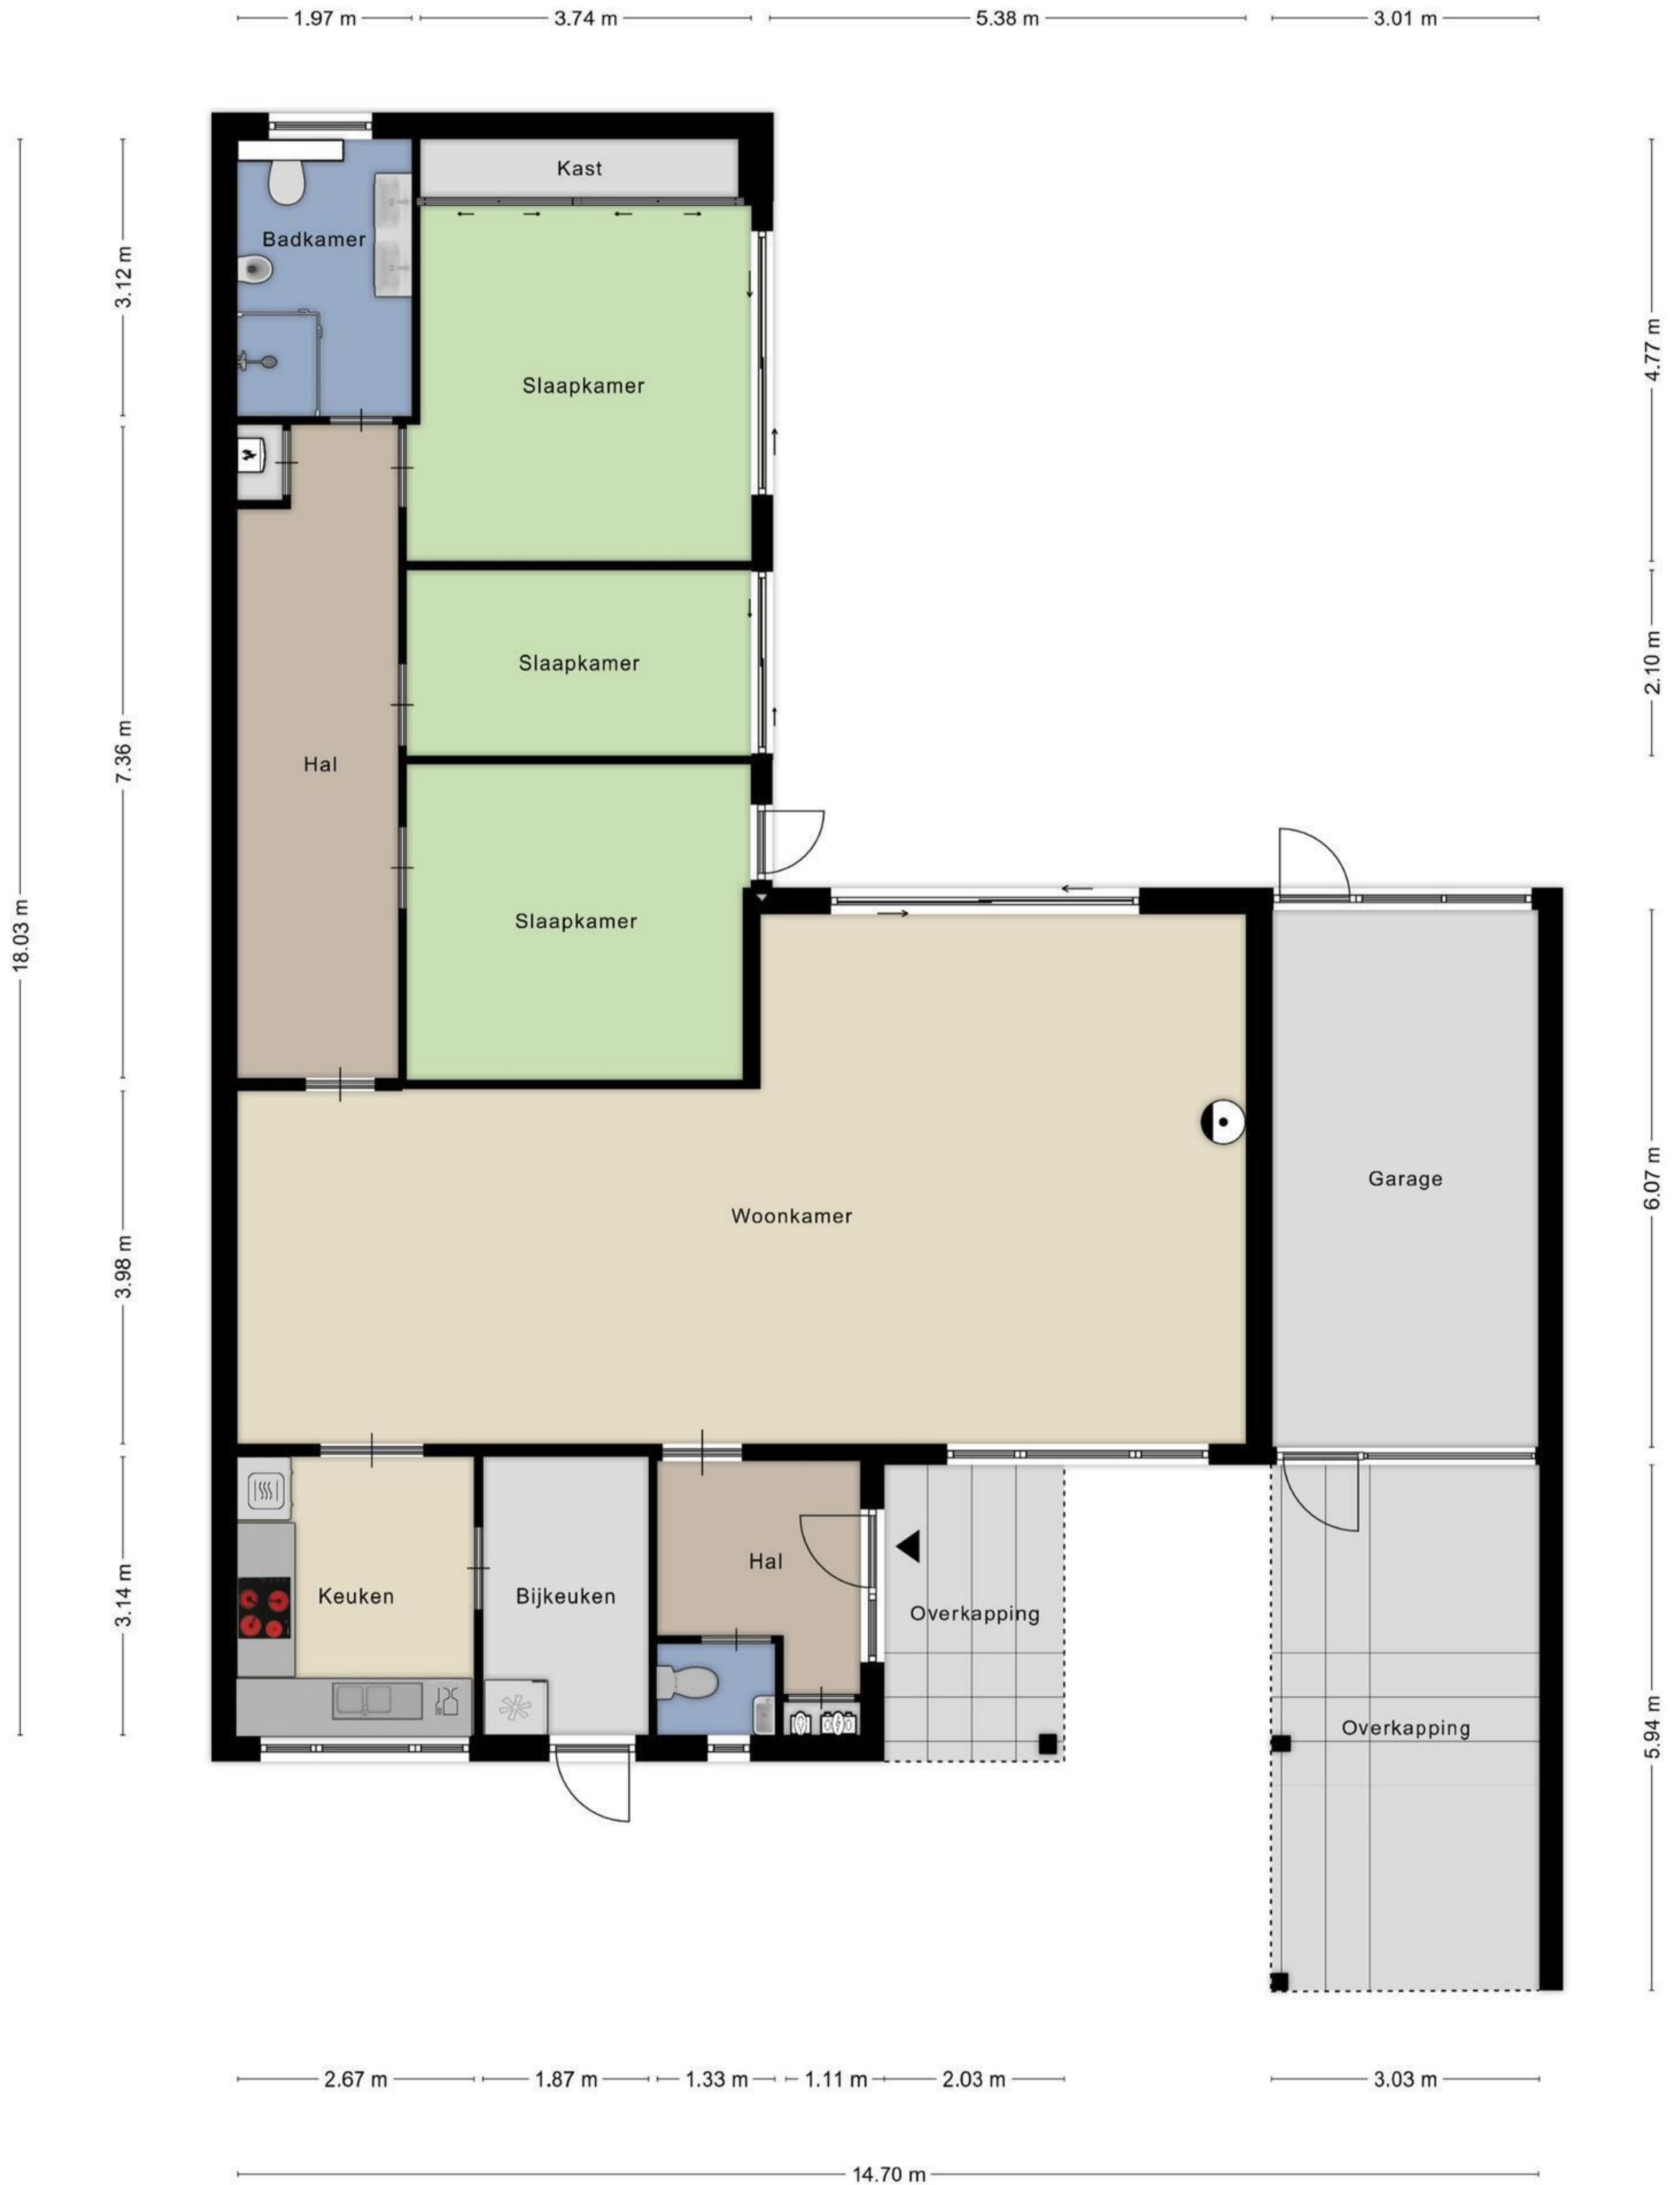 1.97 m
3.74 m
5.38 m
3.01 m
Kast
Badkamer
3.12 m
4.77 m
Slaapkamer
2.10 m
Slaapkamer
7.36 m
Hal
18.03 m
Slaapkamer
Garage
6.07 m
Woonkamer
3.98 m
Hal
3.14 m
Keuken
Bijkeuken
Overkapping
Overkapping
5.94 m
2.67 m
1.87 m
1.33 m
1.11 m
2.03 m
3.03 m
14.70 m